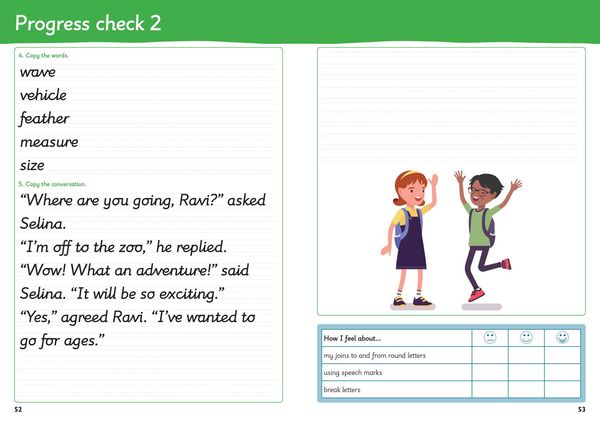 Progress check 2
4. Copy the words.
wave
vehicle
feather
measure
size
5. Copy the conversation.
“Where are you going, Ravi?” asked
Selina.
“I’m off to the zoo,” he replied.
“Wow! What an adventure!” said
Selina. “It will be so exciting.”
“Yes,” agreed Ravi. “I’ve wanted to
go for ages.”
How I feel about...
my joins to and from round letters
using speech marks
break letters
52
53